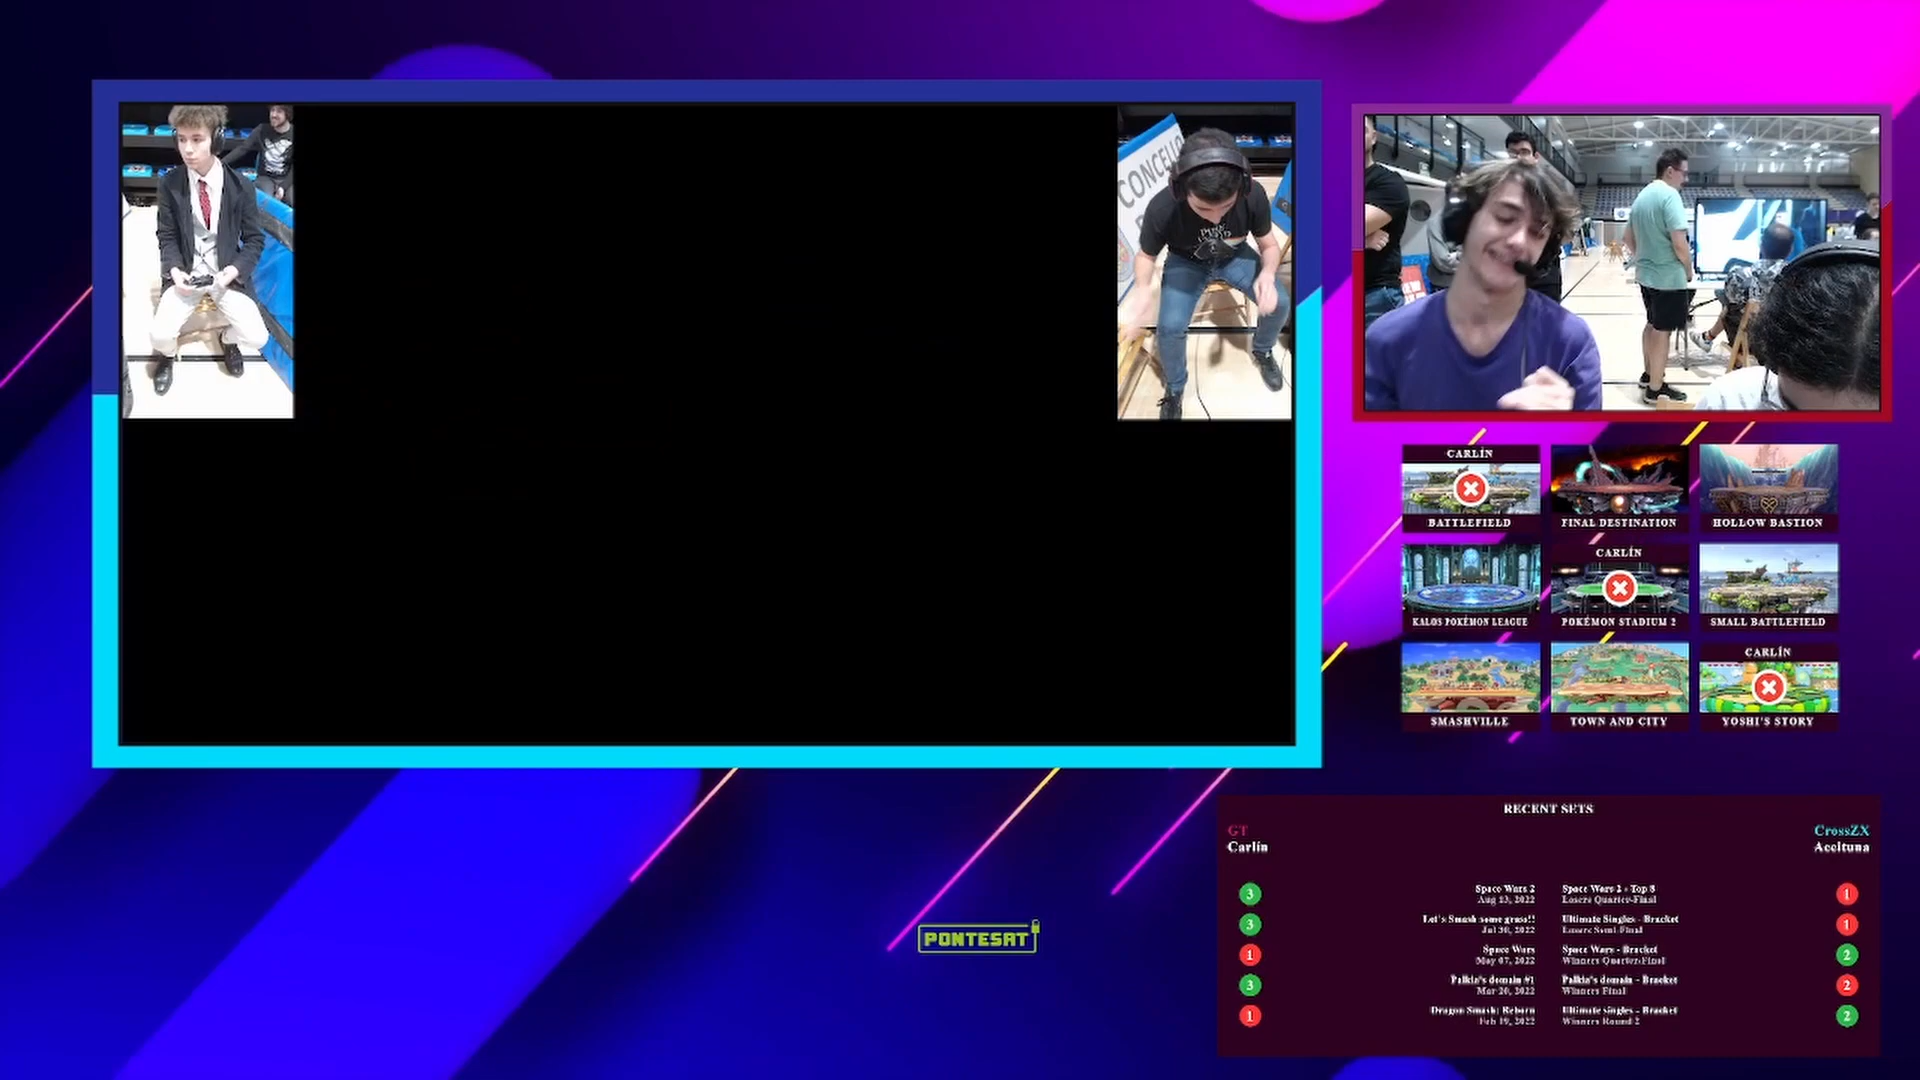 CONCELLO
CARLÍN
BATTLEFIELD
FINAL DESTINATION
HOLLOW BASTION
KALOS POKÉMON LEAGUE
CARLÍN
POKÉMON STADIUM 2
SMALL BATTLEFIELD
SMASHVILLE
TOWN AND CITY
CARLÍN
YOSHI'S STORY
RECENT SETS
GT
Carlín
CrossZX
Aceituna
3
Space Wars 2
Aug 13, 2022
Space Wars 2 - Top 8
Losers Quarter-Final
1
3
Let's Smash some grass!!
Jul 30, 2022
Ultimate Singles - Bracket
Losers Semi-Final
1
1
Space Wars
May 07, 2022
Space Wars - Bracket
Winners Quarter-Final
2
3
Palkia's domain #1
Mar 20, 2022
Palkia's domain - Bracket
Winners Final
2
1
Dragon Smash: Reborn
Feb 19, 2022
Ultimate singles - Bracket
Winners Round 2
2
PONTESAT